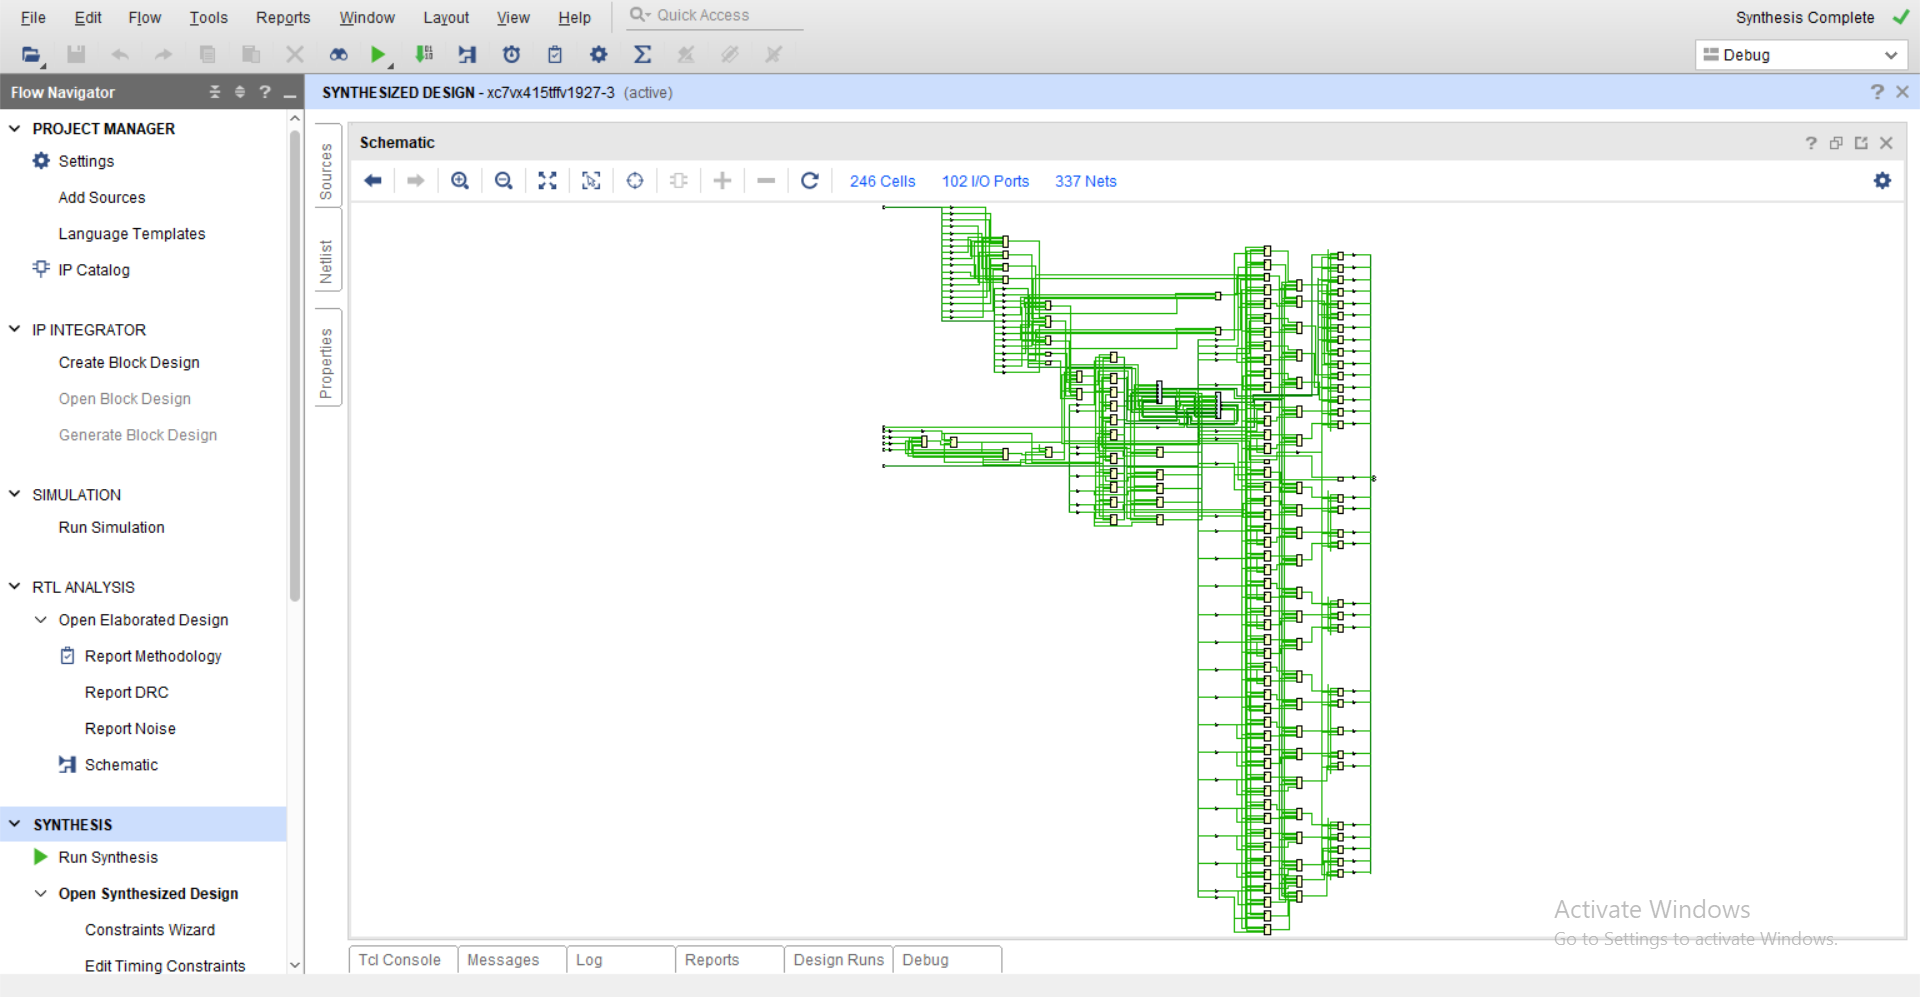 File Edit Flow Tools Reports Window Layout View Help Quick Access Synthesis Complete
Debug
Flow Navigator
SYNTHESIZED DESIGN - xc7vx415tffv1927-3 (active)
PROJECT MANAGER
Settings
Add Sources
Language Templates
IP Catalog
IP INTEGRATOR
Create Block Design
Open Block Design
Generate Block Design
SIMULATION
Run Simulation
RTL ANALYSIS
Open Elaborated Design
Report Methodology
Report DRC
Report Noise
Schematic
SYNTHESIS
Run Synthesis
Open Synthesized Design
Constraints Wizard
Edit Timing Constraints
Sources
Netlist
Properties
Schematic
246 Cells 102 I/O Ports 337 Nets
Activate Windows
Go to Settings to activate Windows.
Tcl Console Messages Log Reports Design Runs Debug